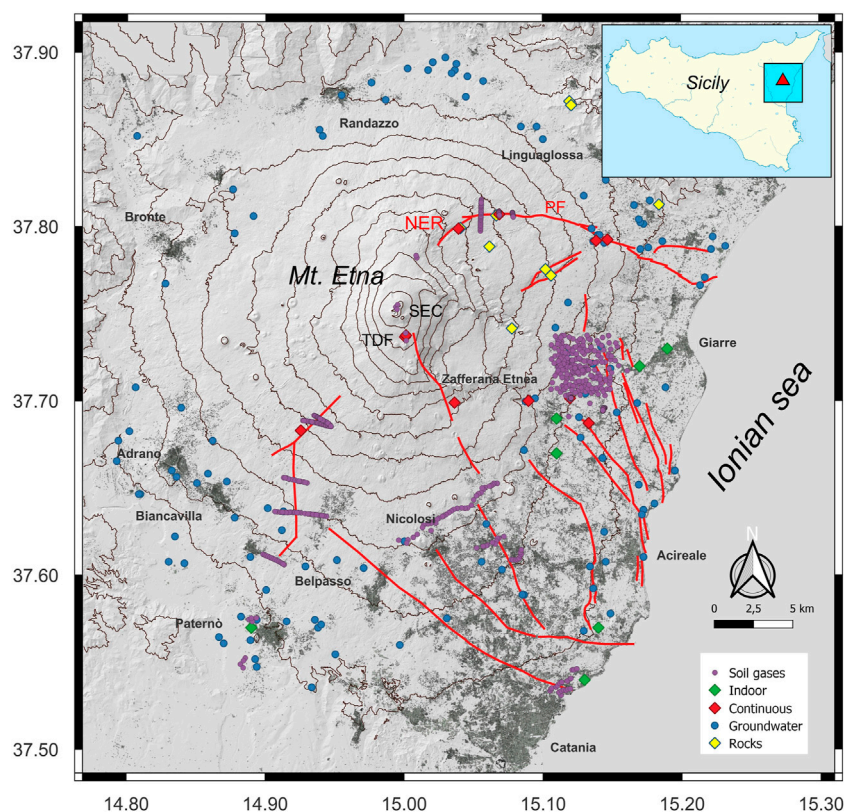 37.90
37.80
37.70
37.60
37.50
14.80
14.90
15.00
15.10
15.20
15.30
Sicily
Randazzo
Linguaglossa
Bronte
NER
PF
Mt. Etna
SEC
TDF
Giarre
Zafferana Etnea
Ionian sea
Adrano
Biancavilla
Nicolosi
Acireale
N
Belpasso
0 2,5 5 km
Paternò
Catania
Soil gases
Indoor
Continuous
Groundwater
Rocks